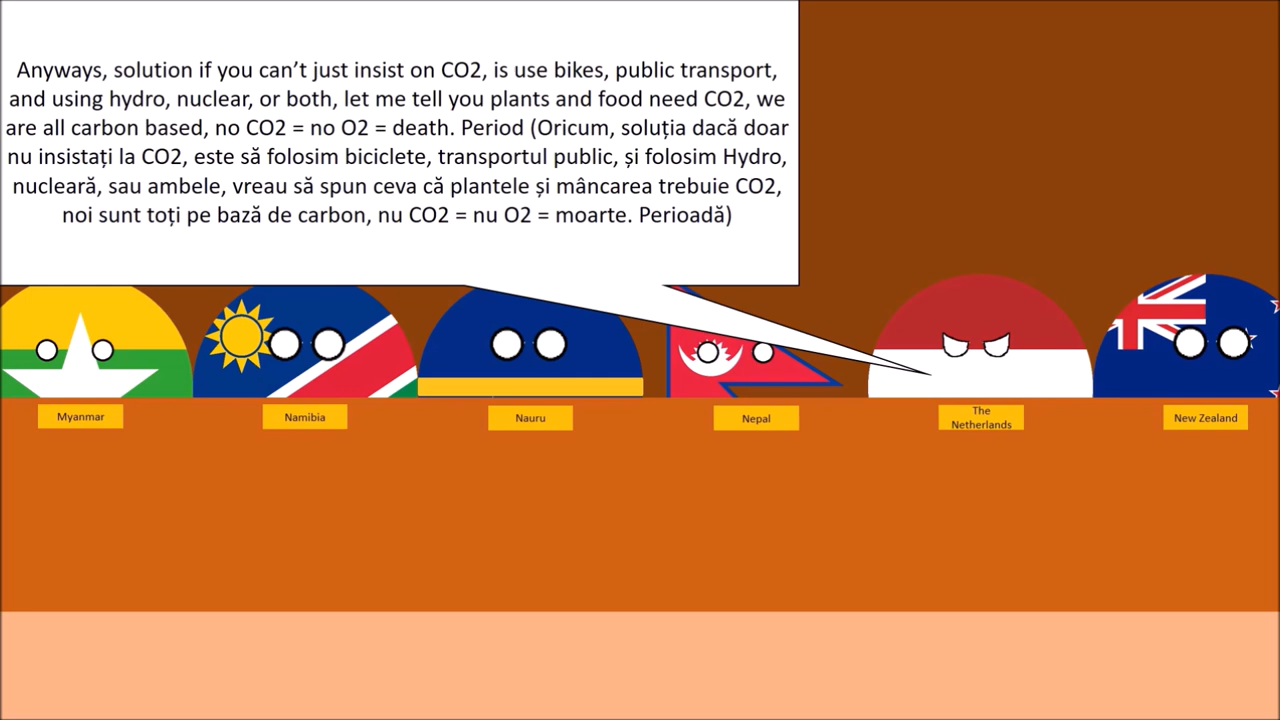 Anyways, solution if you can’t just insist on CO2, is use bikes, public transport,
and using hydro, nuclear, or both, let me tell you plants and food need CO2, we
are all carbon based, no CO2 = no O2 = death. Period (Oricum, soluția dacă doar
nu insistați la CO2, este să folosim biciclete, transportul public, și folosim Hydro,
nucleară, sau ambele, vreau să spun ceva că plantele și mâncarea trebuie CO2,
noi sunt toți pe bază de carbon, nu CO2 = nu O2 = moarte. Perioadă)
Myanmar
Namibia
Nauru
Nepal
The
Netherlands
New Zealand